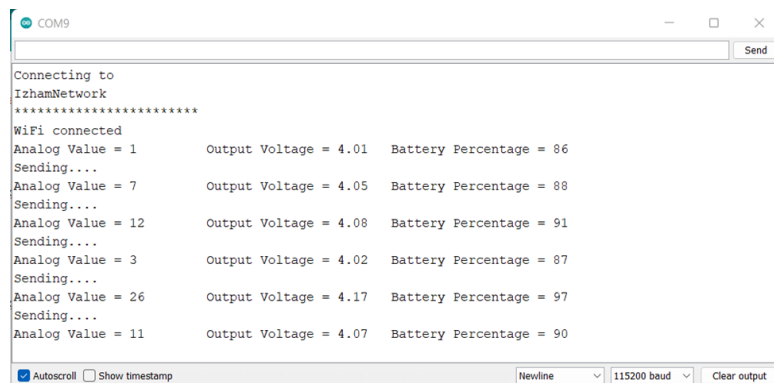 COM9
Send
Connecting to
IzhamNetwork
************************
WiFi connected
Analog Value = 1 Output Voltage = 4.01 Battery Percentage = 86
Sending....
Analog Value = 7 Output Voltage = 4.05 Battery Percentage = 88
Sending....
Analog Value = 12 Output Voltage = 4.08 Battery Percentage = 91
Sending....
Analog Value = 3 Output Voltage = 4.02 Battery Percentage = 87
Sending....
Analog Value = 26 Output Voltage = 4.17 Battery Percentage = 97
Sending....
Analog Value = 11 Output Voltage = 4.07 Battery Percentage = 90
Autoscroll Show timestamp Newline 115200 baud Clear output